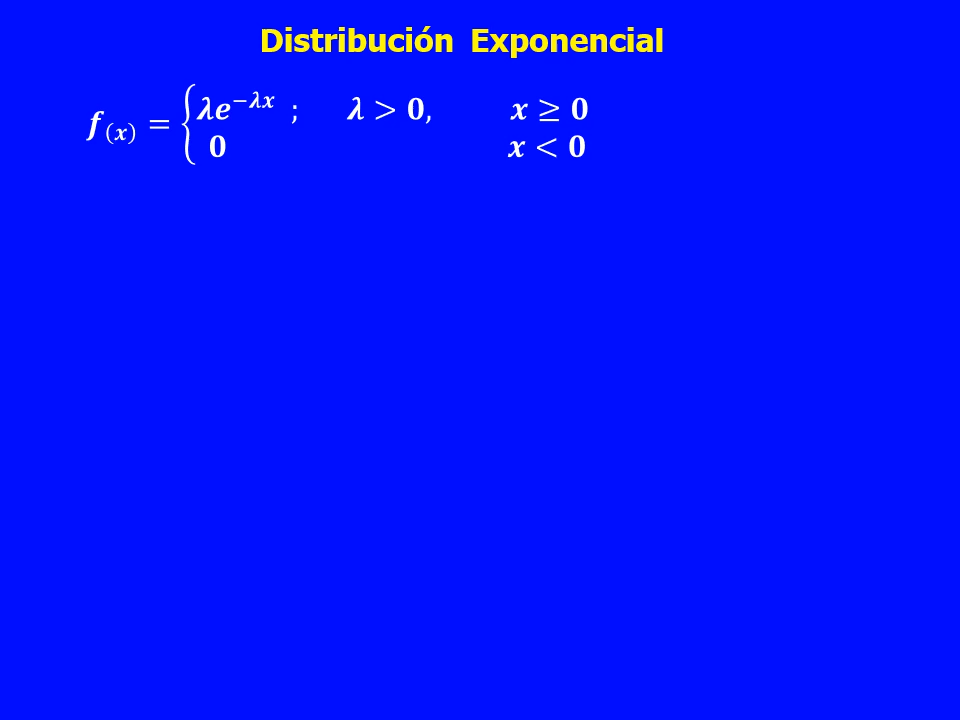 Distribución Exponencial
𝒇₍𝒙₎ = { 𝝀𝒆^{−𝝀𝒙} ; 𝝀 > 𝟎, 𝒙 ≥ 𝟎
𝟎 𝒙 < 𝟎